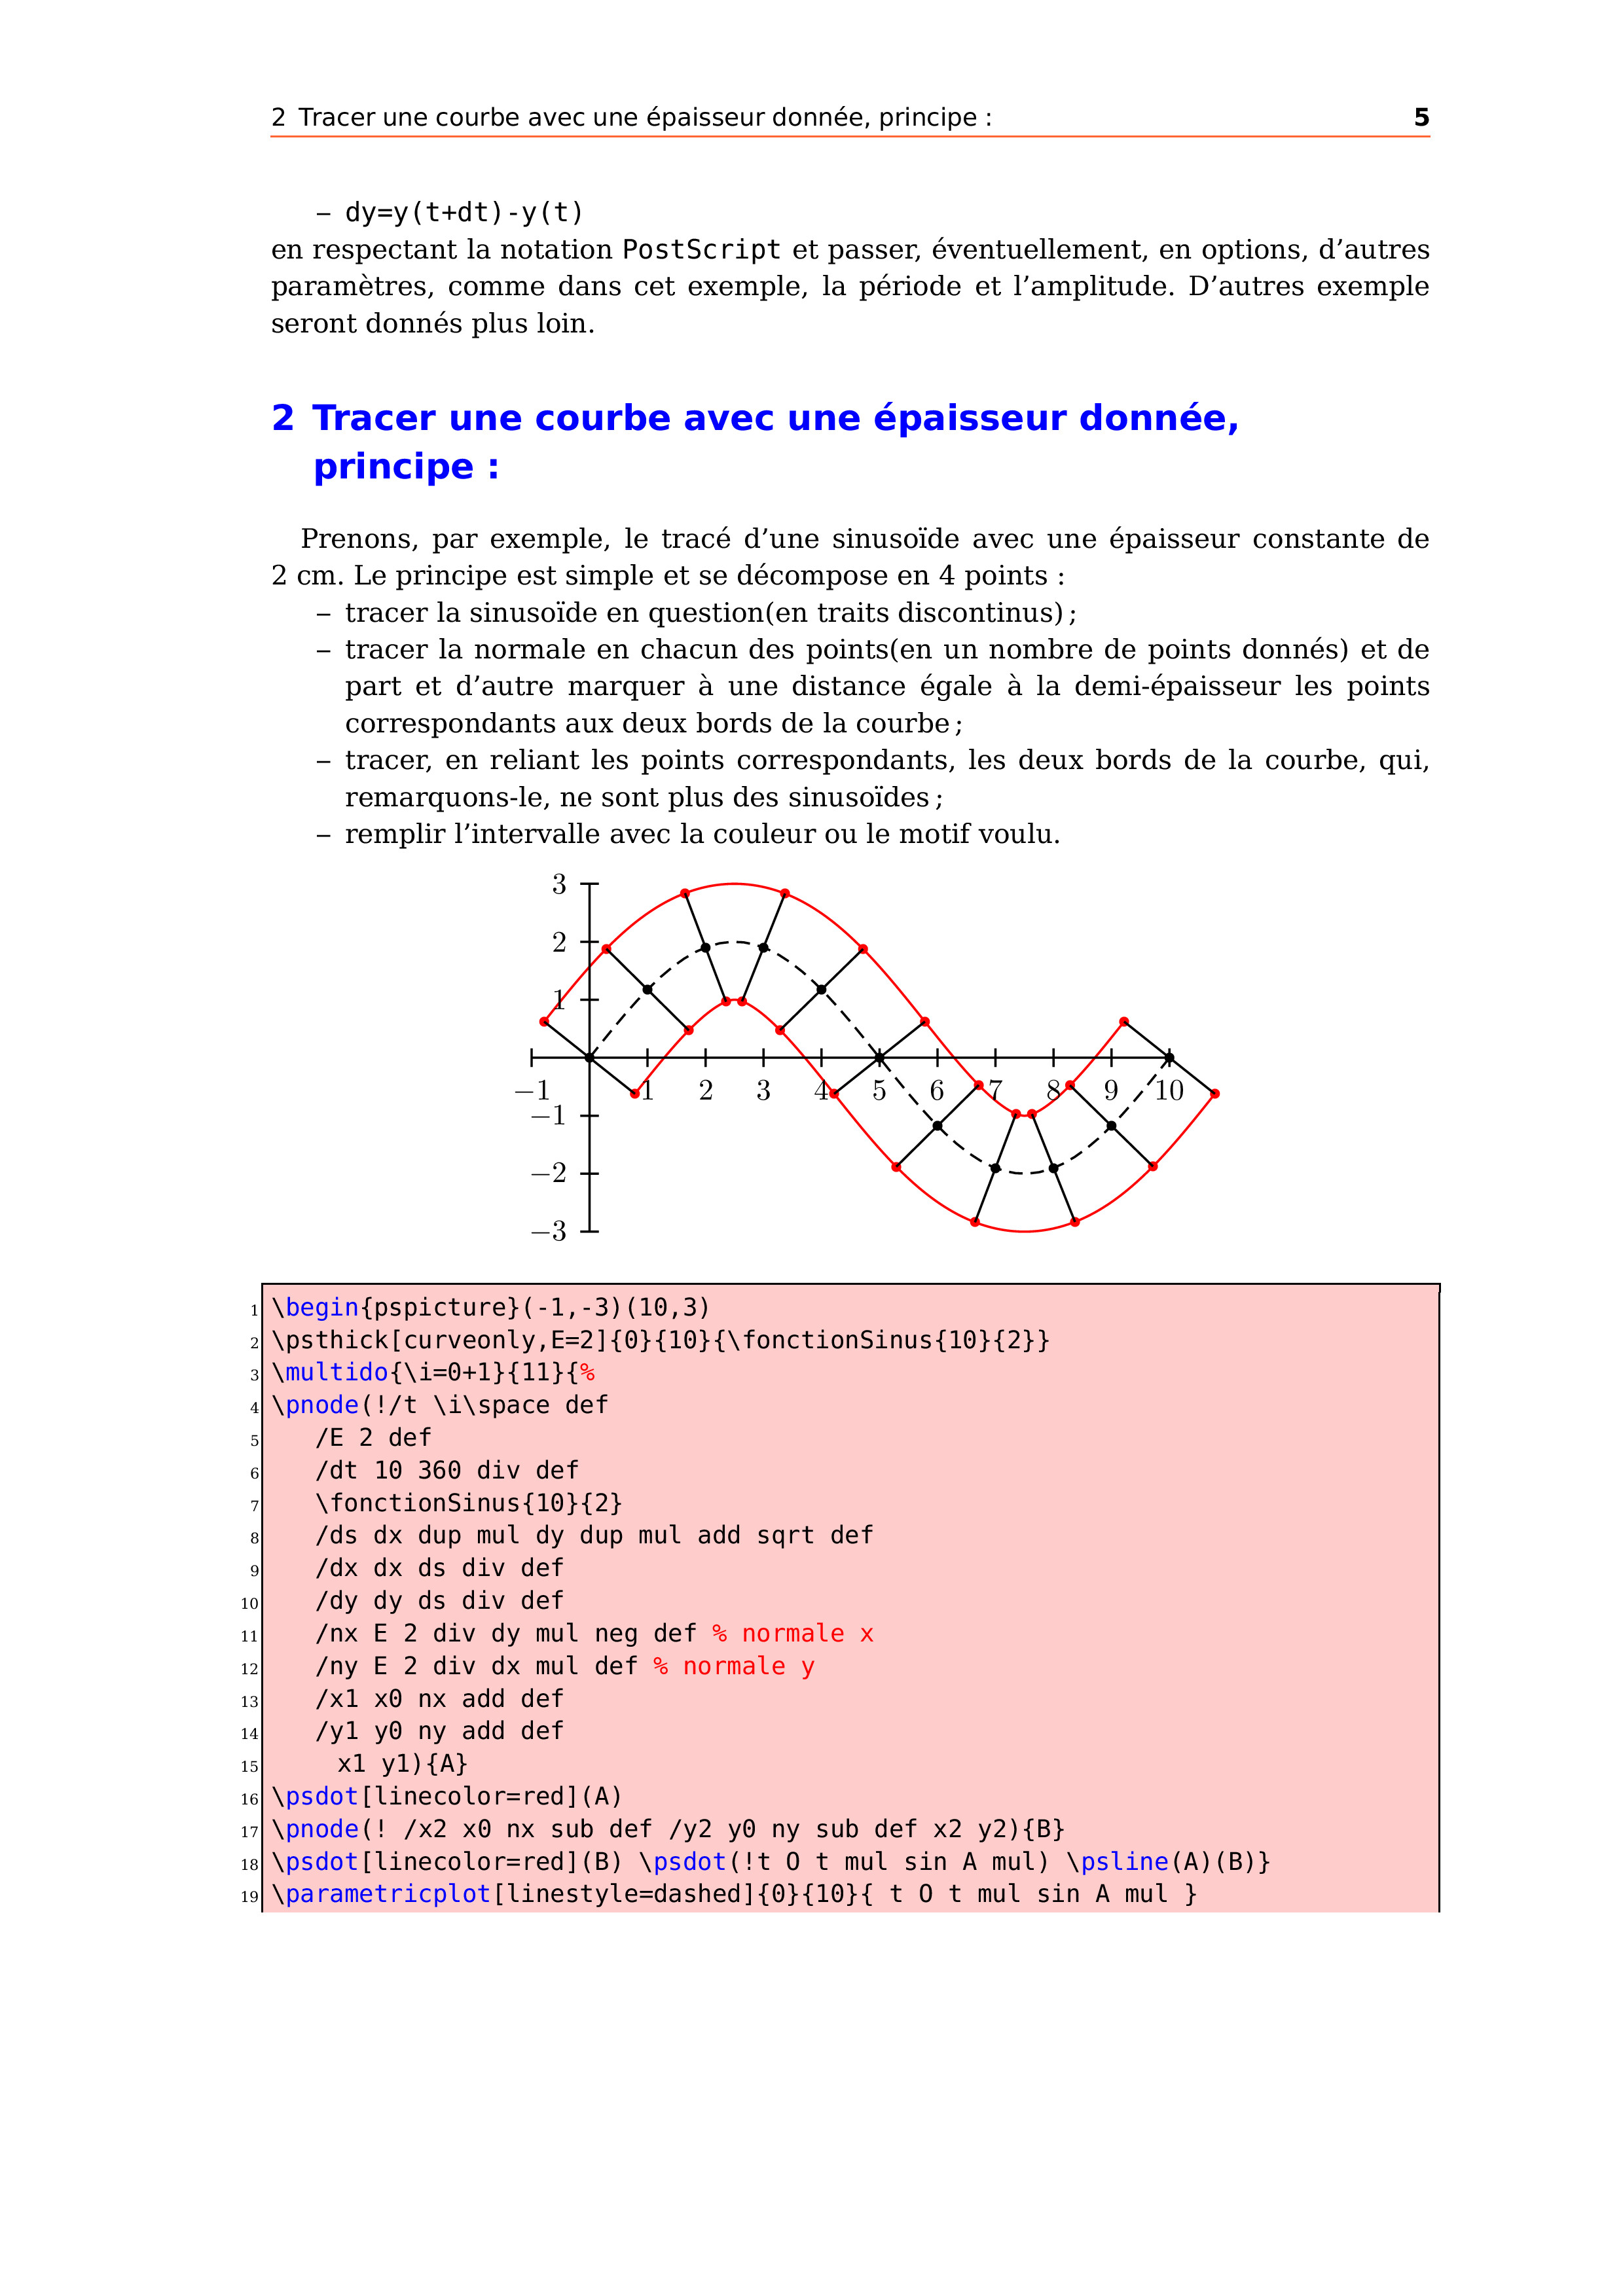 2 Tracer une courbe avec une épaisseur donnée, principe : 5
– dy=y(t+dt)-y(t)
en respectant la notation PostScript et passer, éventuellement, en options, d’autres
paramètres, comme dans cet exemple, la période et l’amplitude. D’autres exemple
seront donnés plus loin.
2 Tracer une courbe avec une épaisseur donnée,
principe :
Prenons, par exemple, le tracé d’une sinusoïde avec une épaisseur constante de
2 cm. Le principe est simple et se décompose en 4 points :
– tracer la sinusoïde en question(en traits discontinus) ;
– tracer la normale en chacun des points(en un nombre de points donnés) et de
part et d’autre marquer à une distance égale à la demi-épaisseur les points
correspondants aux deux bords de la courbe ;
– tracer, en reliant les points correspondants, les deux bords de la courbe, qui,
remarquons-le, ne sont plus des sinusoïdes ;
– remplir l’intervalle avec la couleur ou le motif voulu.
3
2
1
−1 1 2 3 4 5 6 7 8 9 10
−1
−2
−3
1 \begin{pspicture}(-1,-3)(10,3)
2 \psthick[curveonly,E=2]{0}{10}{\fonctionSinus{10}{2}}
3 \multido{\i=0+1}{11}{%
4 \pnode(!/t \i\space def
5 /E 2 def
6 /dt 10 360 div def
7 \fonctionSinus{10}{2}
8 /ds dx dup mul dy dup mul add sqrt def
9 /dx dx ds div def
10 /dy dy ds div def
11 /nx E 2 div dy mul neg def % normale x
12 /ny E 2 div dx mul def % normale y
13 /x1 x0 nx add def
14 /y1 y0 ny add def
15 x1 y1){A}
16 \psdot[linecolor=red](A)
17 \pnode(! /x2 x0 nx sub def /y2 y0 ny sub def x2 y2){B}
18 \psdot[linecolor=red](B) \psdot(!t O t mul sin A mul) \psline(A)(B)}
19 \parametricplot[linestyle=dashed]{0}{10}{ t O t mul sin A mul }